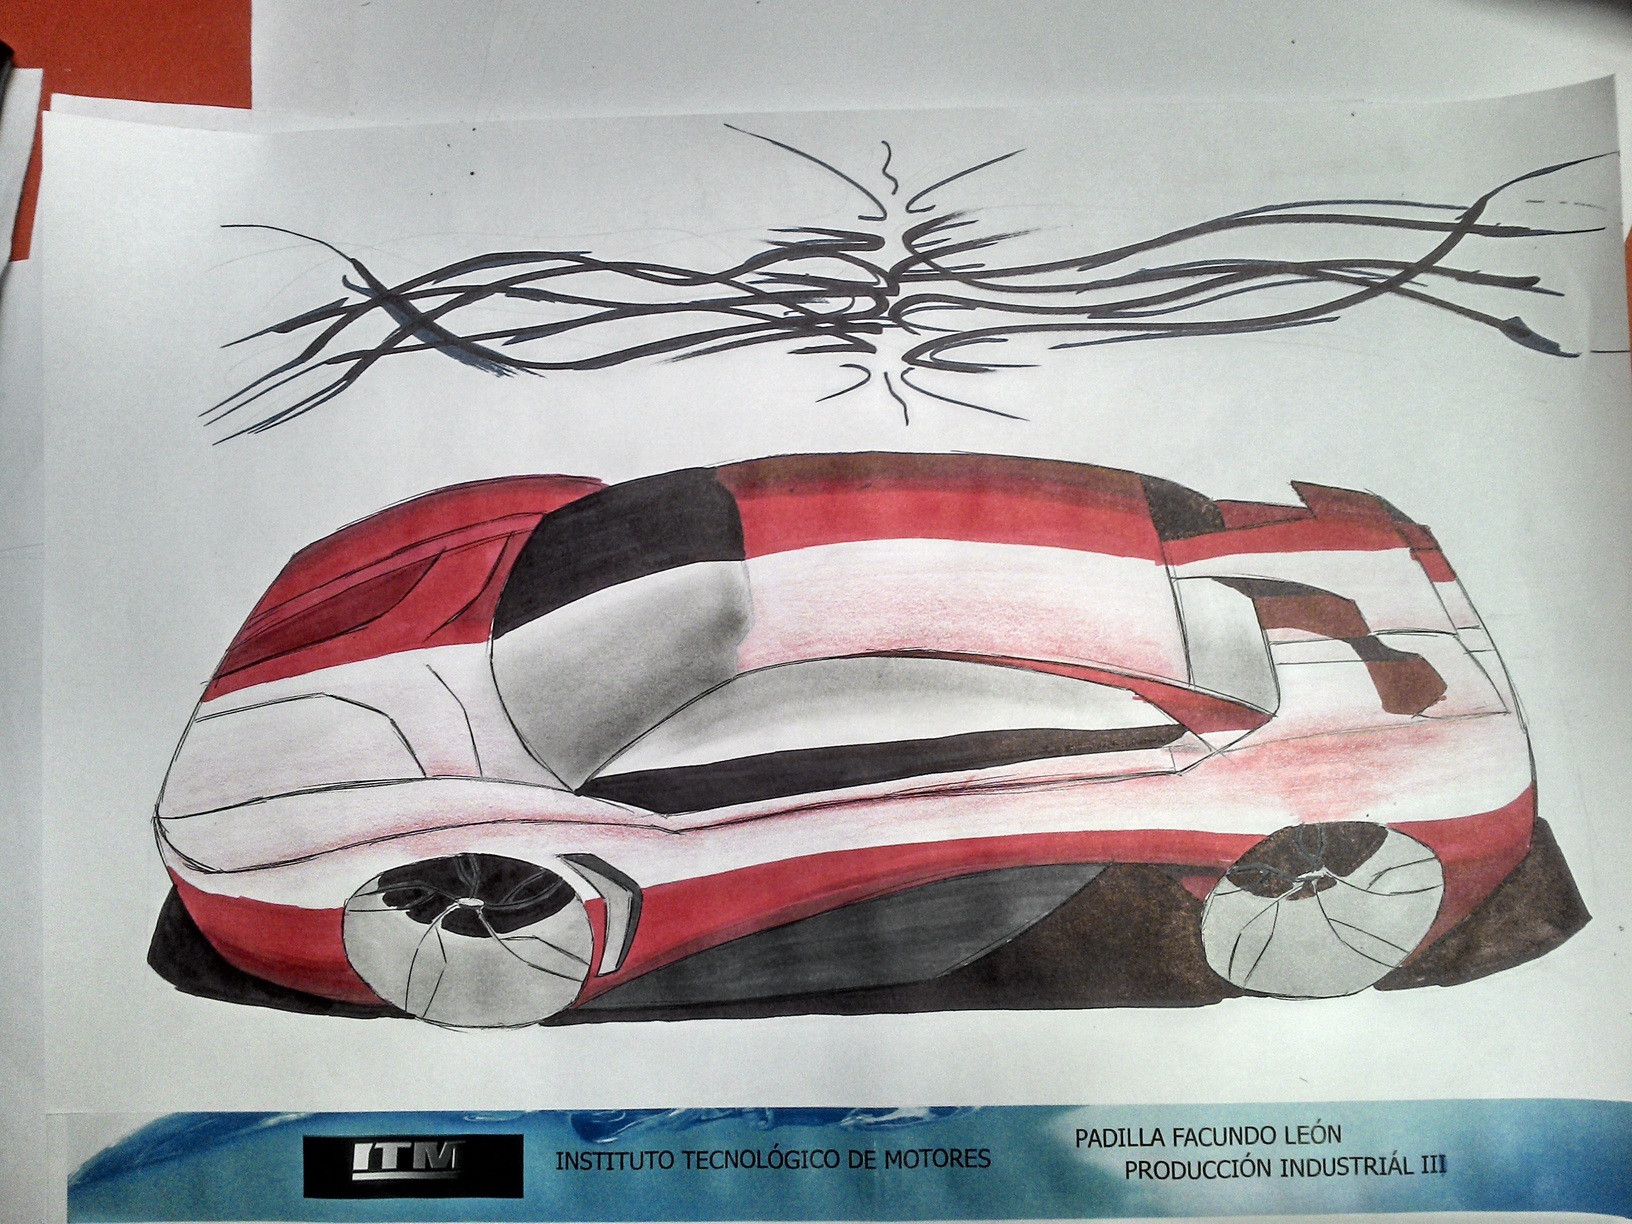 ITM
INSTITUTO TECNOLÓGICO DE MOTORES
PADILLA FACUNDO LEÓN
PRODUCCIÓN INDUSTRIÁL III